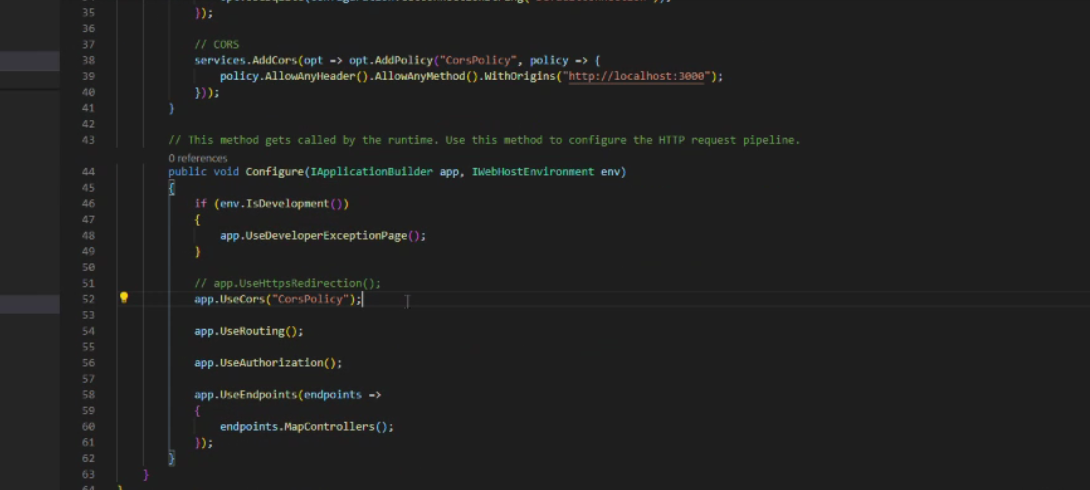 35 });
36
37 // CORS
38 services.AddCors(opt => opt.AddPolicy("CorsPolicy", policy => {
39 policy.AllowAnyHeader().AllowAnyMethod().WithOrigins("http://localhost:3000");
40 }));
41 }
42
43 // This method gets called by the runtime. Use this method to configure the HTTP request pipeline.
0 references
44 public void Configure(IApplicationBuilder app, IWebHostEnvironment env)
45 {
46 if (env.IsDevelopment())
47 {
48 app.UseDeveloperExceptionPage();
49 }
50
51 // app.UseHttpsRedirection();
52 app.UseCors("CorsPolicy");
53
54 app.UseRouting();
55
56 app.UseAuthorization();
57
58 app.UseEndpoints(endpoints =>
59 {
60 endpoints.MapControllers();
61 });
62 }
63 }
64 }